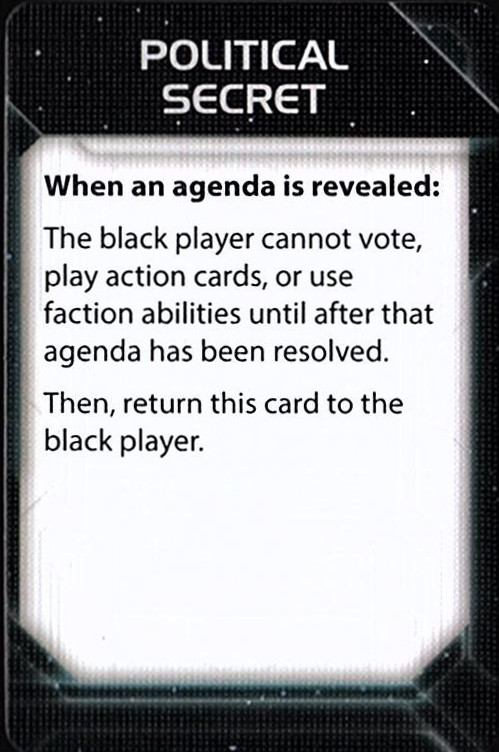 POLITICAL
SECRET
When an agenda is revealed:
The black player cannot vote,
play action cards, or use
faction abilities until after that
agenda has been resolved.
Then, return this card to the
black player.